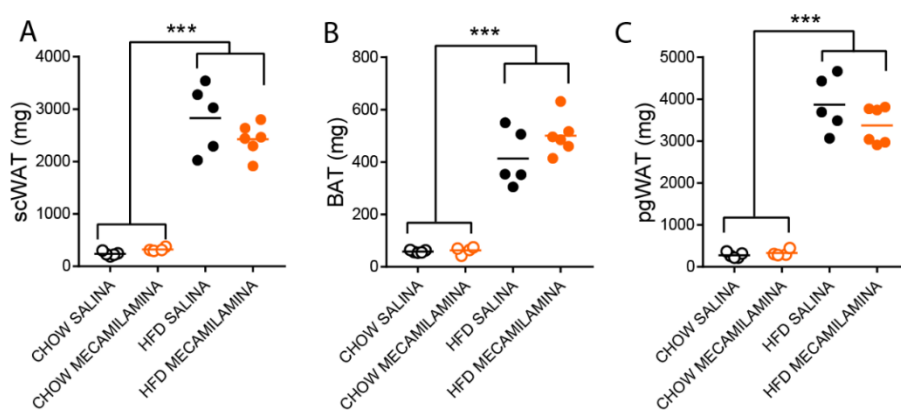 A
***
scWAT (mg)
4000
3000
2000
1000
0
CHOW SALINA
CHOW MECAMILAMINA
HFD SALINA
HFD MECAMILAMINA
B
***
BAT (mg)
800
600
400
200
0
CHOW SALINA
CHOW MECAMILAMINA
HFD SALINA
HFD MECAMILAMINA
C
***
pgWAT (mg)
5000
4000
3000
2000
1000
0
CHOW SALINA
CHOW MECAMILAMINA
HFD SALINA
HFD MECAMILAMINA